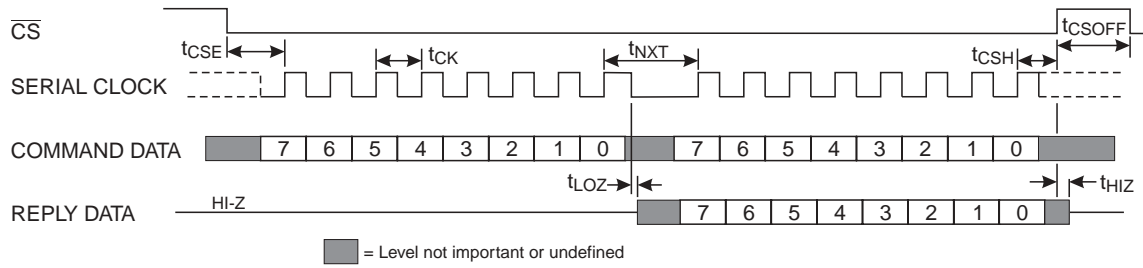 CS
tCSOFF
tCSE
tCK
tNXT
tCSH
SERIAL CLOCK
COMMAND DATA
7 6 5 4 3 2 1 0 7 6 5 4 3 2 1 0
tLOZ
tHIZ
REPLY DATA
HI-Z
7 6 5 4 3 2 1 0
= Level not important or undefined